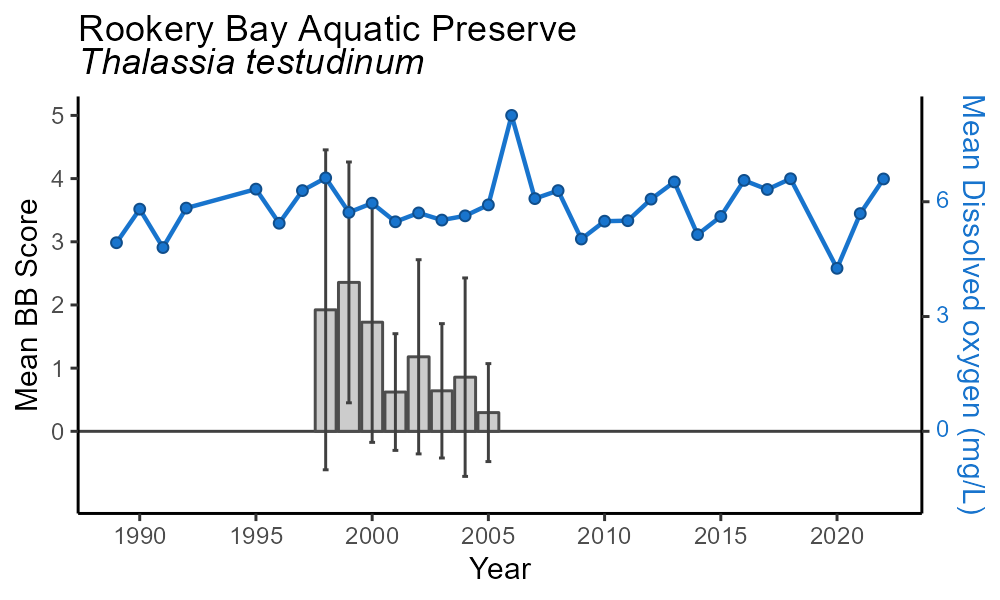 Rookery Bay Aquatic Preserve
Thalassia testudinum
Mean BB Score
5
4
3
2
1
0
Mean Dissolved oxygen (mg/L)
6
3
0
1990 1995 2000 2005 2010 2015 2020
Year